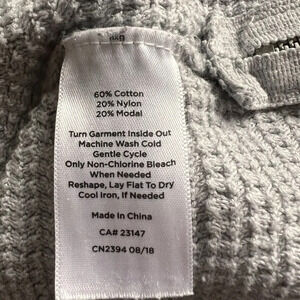 60% Cotton
20% Nylon
20% Modal
Turn Garment Inside Out
Machine Wash Cold
Gentle Cycle
Only Non-Chlorine Bleach
When Needed
Reshape, Lay Flat To Dry
Cool Iron, If Needed
Made In China
CA# 23147
CN2394 08/18